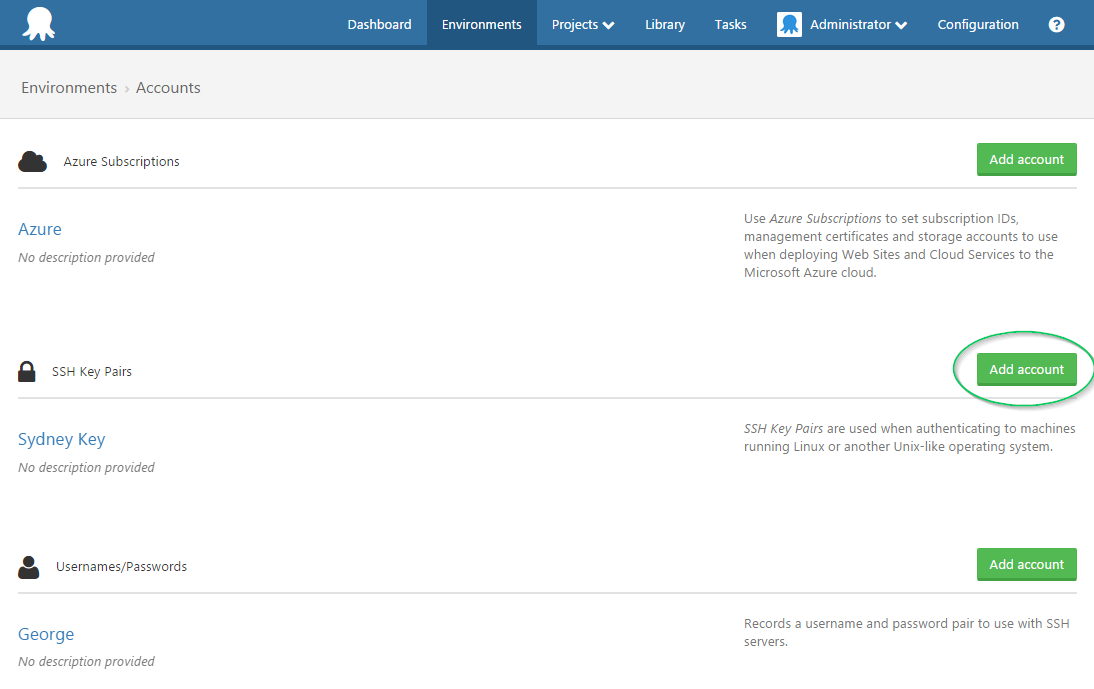 Dashboard Environments Projects Library Tasks Administrator Configuration ?
Environments › Accounts
Azure Subscriptions Add account
Azure
No description provided
Use Azure Subscriptions to set subscription IDs,
management certificates and storage accounts to use
when deploying Web Sites and Cloud Services to the
Microsoft Azure cloud.
SSH Key Pairs Add account
Sydney Key
No description provided
SSH Key Pairs are used when authenticating to machines
running Linux or another Unix-like operating system.
Usernames/Passwords Add account
George
No description provided
Records a username and password pair to use with SSH
servers.